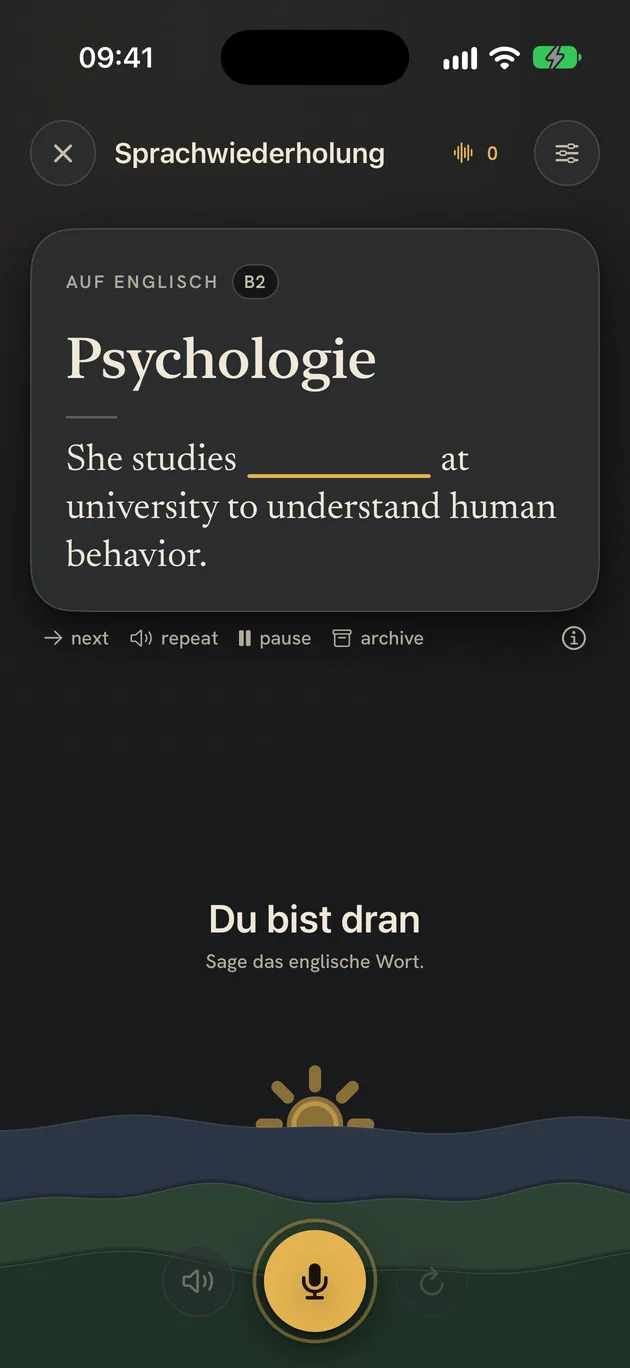 09:41
Sprachwiederholung
0
AUF ENGLISCH B2
Psychologie
She studies __________ at
university to understand human
behavior.
next repeat pause archive
Du bist dran
Sage das englische Wort.